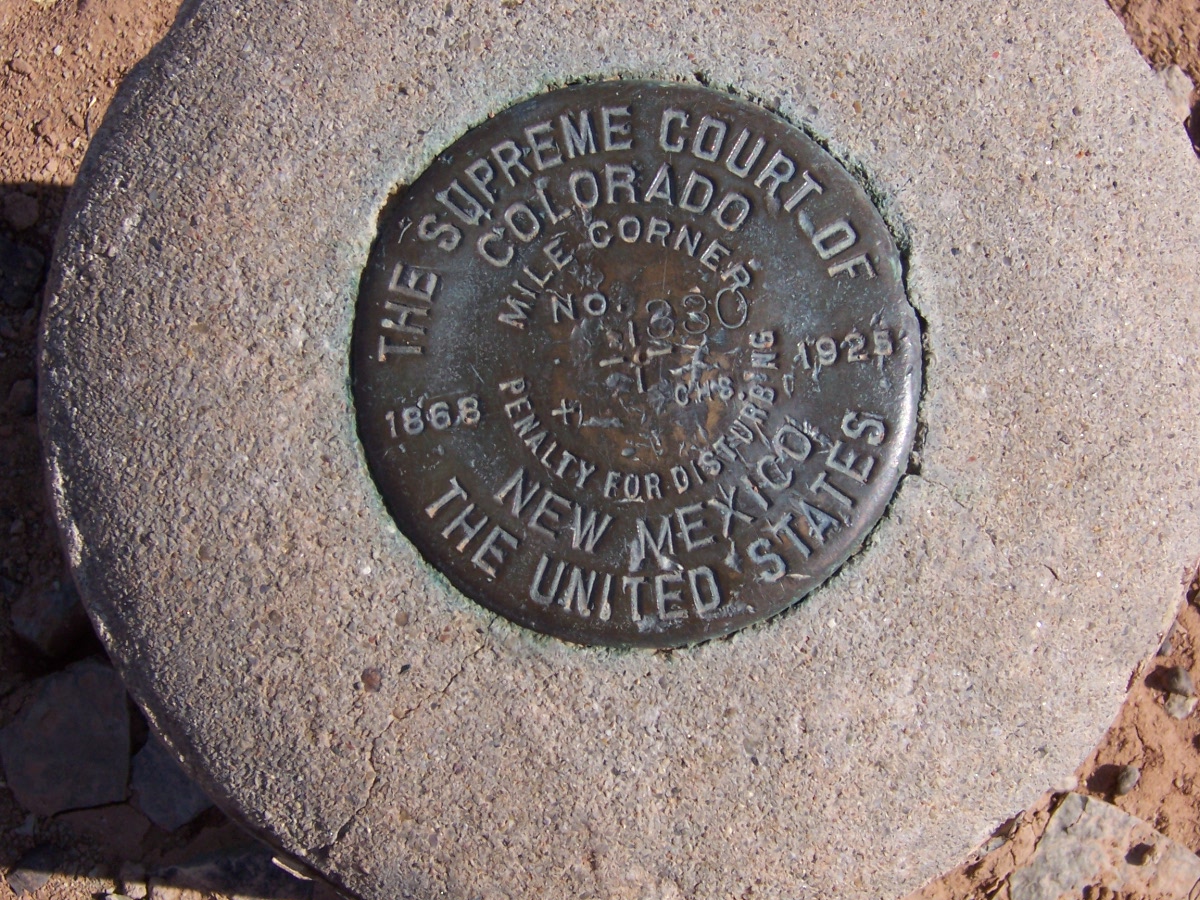 THE SUPREME COURT OF
COLORADO
MILE CORNER
No.
CHS.
1868
1925
PENALTY FOR DISTURBING
NEW MEXICO
THE UNITED STATES